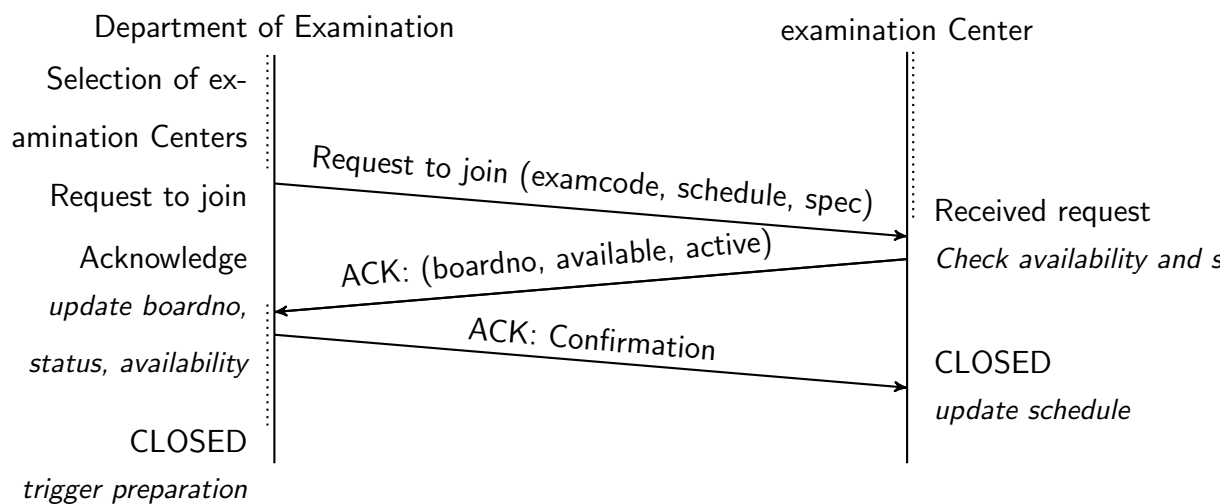 Department of Examination
examination Center
Selection of ex-
amination Centers
Request to join (examcode, schedule, spec)
Request to join
Received request
Acknowledge
ACK: (boardno, available, active)
Check availability and s
update boardno,
status, availability
ACK: Confirmation
CLOSED
update schedule
CLOSED
trigger preparation